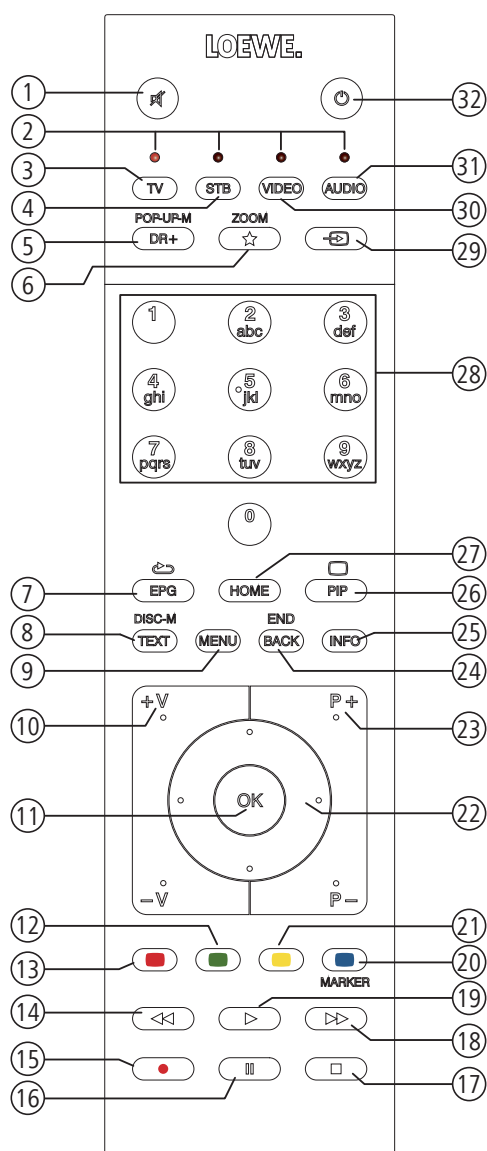 LOEWE.
1
32
2
3
TV
STB
VIDEO
AUDIO
31
4
30
POP-UP-M
ZOOM
5
DR+
29
6
1
2
3
abc
def
4
5
6
ghi
jkl
mno
28
7
8
9
pqrs
tuv
wxyz
0
27
7
EPG
HOME
PIP
26
DISC-M
END
8
TEXT
MENU
BACK
INFO
25
9
24
10
+V
P+
23
11
OK
22
–V
P–
12
21
13
20
MARKER
14
19
18
15
16
17